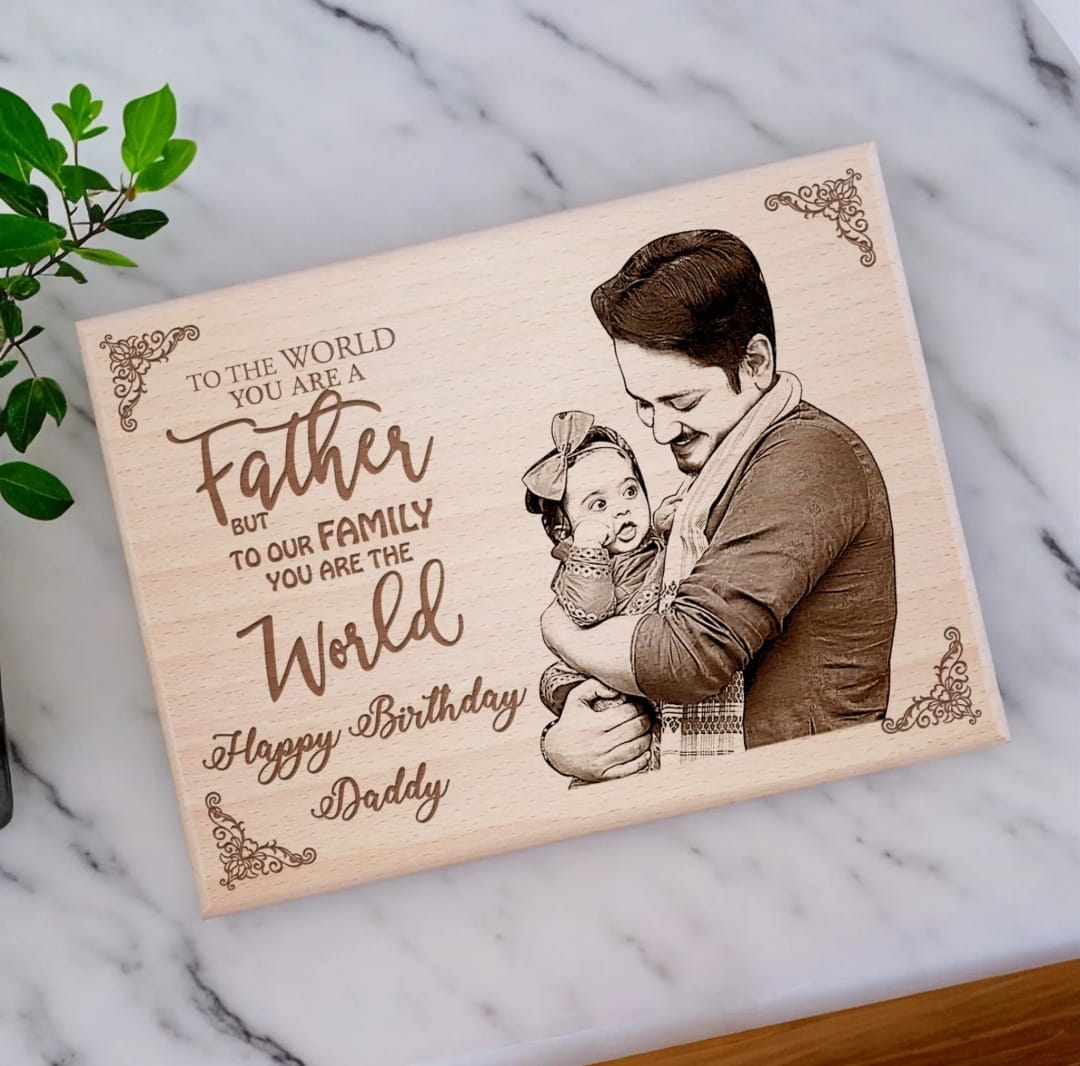 TO THE WORLD
YOU ARE A
Father
BUT
TO OUR FAMILY
YOU ARE THE
World
Happy Birthday
Daddy